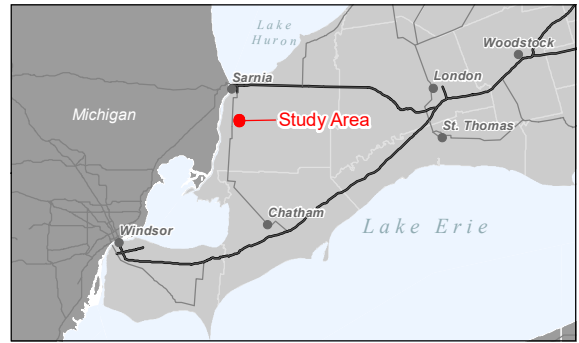 Lake
Huron
Woodstock
Sarnia
London
Michigan
Study Area
St. Thomas
Chatham
Windsor
Lake Erie